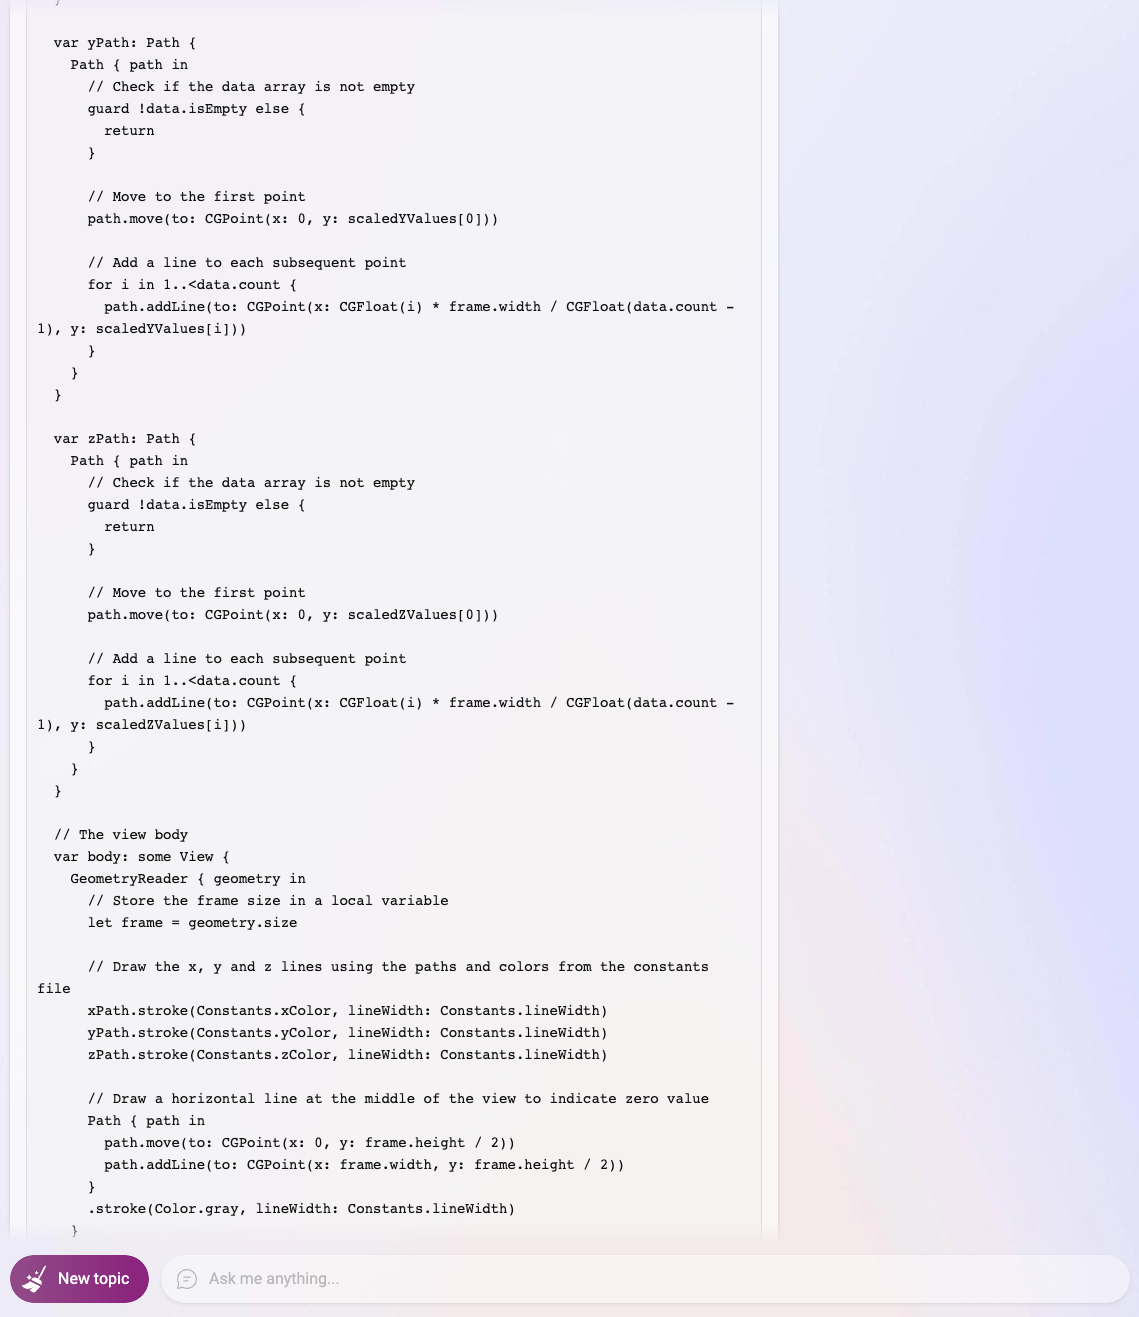 }
var yPath: Path {
Path { path in
// Check if the data array is not empty
guard !data.isEmpty else {
return
}
// Move to the first point
path.move(to: CGPoint(x: 0, y: scaledYValues[0]))
// Add a line to each subsequent point
for i in 1..<data.count {
path.addLine(to: CGPoint(x: CGFloat(i) * frame.width / CGFloat(data.count -
1), y: scaledYValues[i]))
}
}
}
var zPath: Path {
Path { path in
// Check if the data array is not empty
guard !data.isEmpty else {
return
}
// Move to the first point
path.move(to: CGPoint(x: 0, y: scaledZValues[0]))
// Add a line to each subsequent point
for i in 1..<data.count {
path.addLine(to: CGPoint(x: CGFloat(i) * frame.width / CGFloat(data.count -
1), y: scaledZValues[i]))
}
}
}
// The view body
var body: some View {
GeometryReader { geometry in
// Store the frame size in a local variable
let frame = geometry.size
// Draw the x, y and z lines using the paths and colors from the constants
file
xPath.stroke(Constants.xColor, lineWidth: Constants.lineWidth)
yPath.stroke(Constants.yColor, lineWidth: Constants.lineWidth)
zPath.stroke(Constants.zColor, lineWidth: Constants.lineWidth)
// Draw a horizontal line at the middle of the view to indicate zero value
Path { path in
path.move(to: CGPoint(x: 0, y: frame.height / 2))
path.addLine(to: CGPoint(x: frame.width, y: frame.height / 2))
}
.stroke(Color.gray, lineWidth: Constants.lineWidth)
}
New topic
Ask me anything...